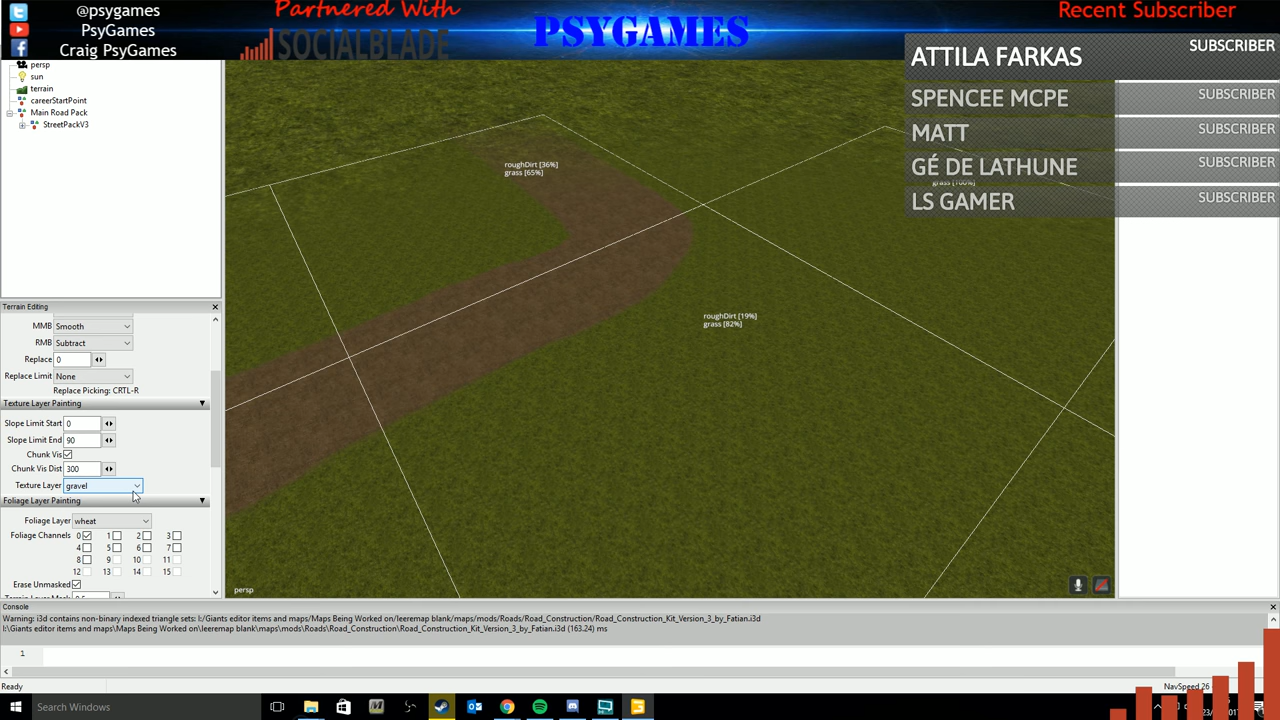 @psygames
PsyGames
Craig PsyGames
Partnered With
SOCIALBLADE
PSYGAMES
Recent Subscriber
ATTILA FARKAS SUBSCRIBER
SPENCEE MCPE SUBSCRIBER
MATT SUBSCRIBER
GÉ DE LATHUNE SUBSCRIBER
LS GAMER SUBSCRIBER
persp
sun
terrain
careerStartPoint
Main Road Pack
StreetPackV3
roughDirt [36%]
grass [65%]
grass [100%]
roughDirt [19%]
grass [82%]
persp
Terrain Editing
MMB Smooth
RMB Subtract
Replace 0
Replace Limit None
Replace Picking: CRTL-R
Texture Layer Painting
Slope Limit Start 0
Slope Limit End 90
Chunk Vis
Chunk Vis Dist 300
Texture Layer gravel
Foliage Layer Painting
Foliage Layer wheat
Foliage Channels 0 1 2 3
4 5 6 7
8 9 10 11
12 13 14 15
Erase Unmasked
Console
Warning: i3d contains non-binary indexed triangle sets: I:/Giants editor items and maps/Maps Being Worked on/leeremap blank/maps/mods/Roads/Road_Construction/Road_Construction_Kit_Version_3_by_Fatian.i3d
I:\Giants editor items and maps\Maps Being Worked on\leeremap blank\maps\mods\Roads\Road_Construction\Road_Construction_Kit_Version_3_by_Fatian.i3d (163.24) ms
1
Ready
NavSpeed 26
Search Windows